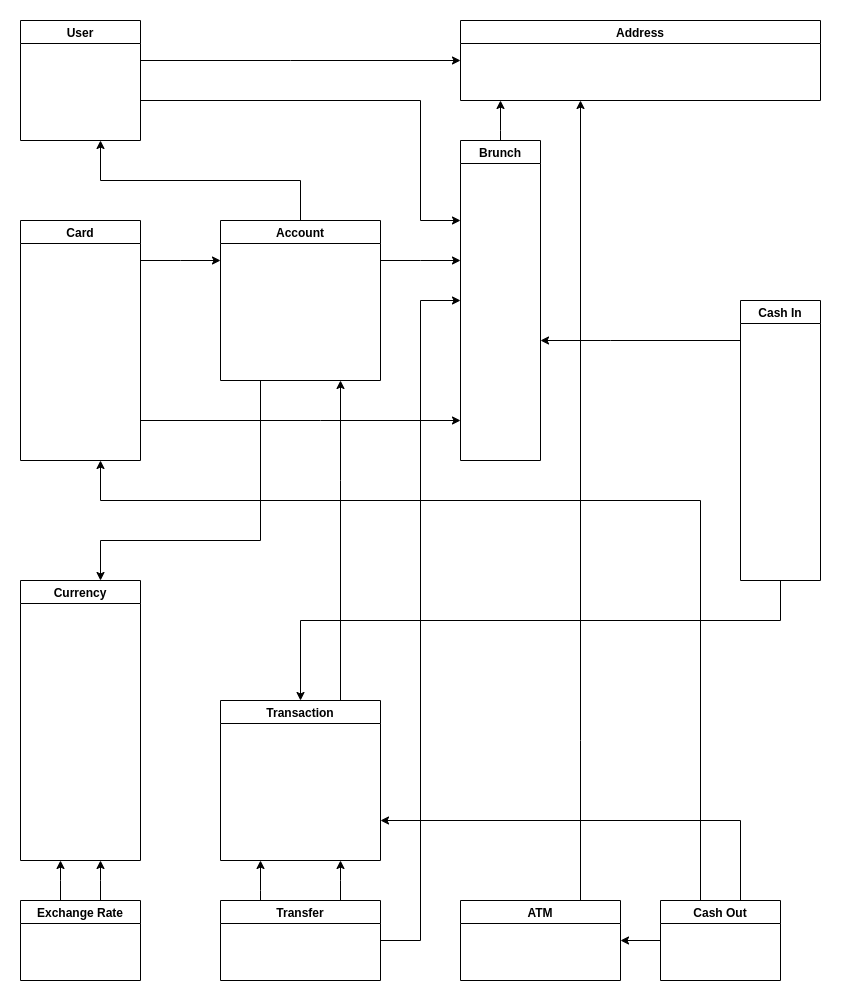 User
Address
Brunch
Card
Account
Cash In
Currency
Transaction
Exchange Rate
Transfer
ATM
Cash Out